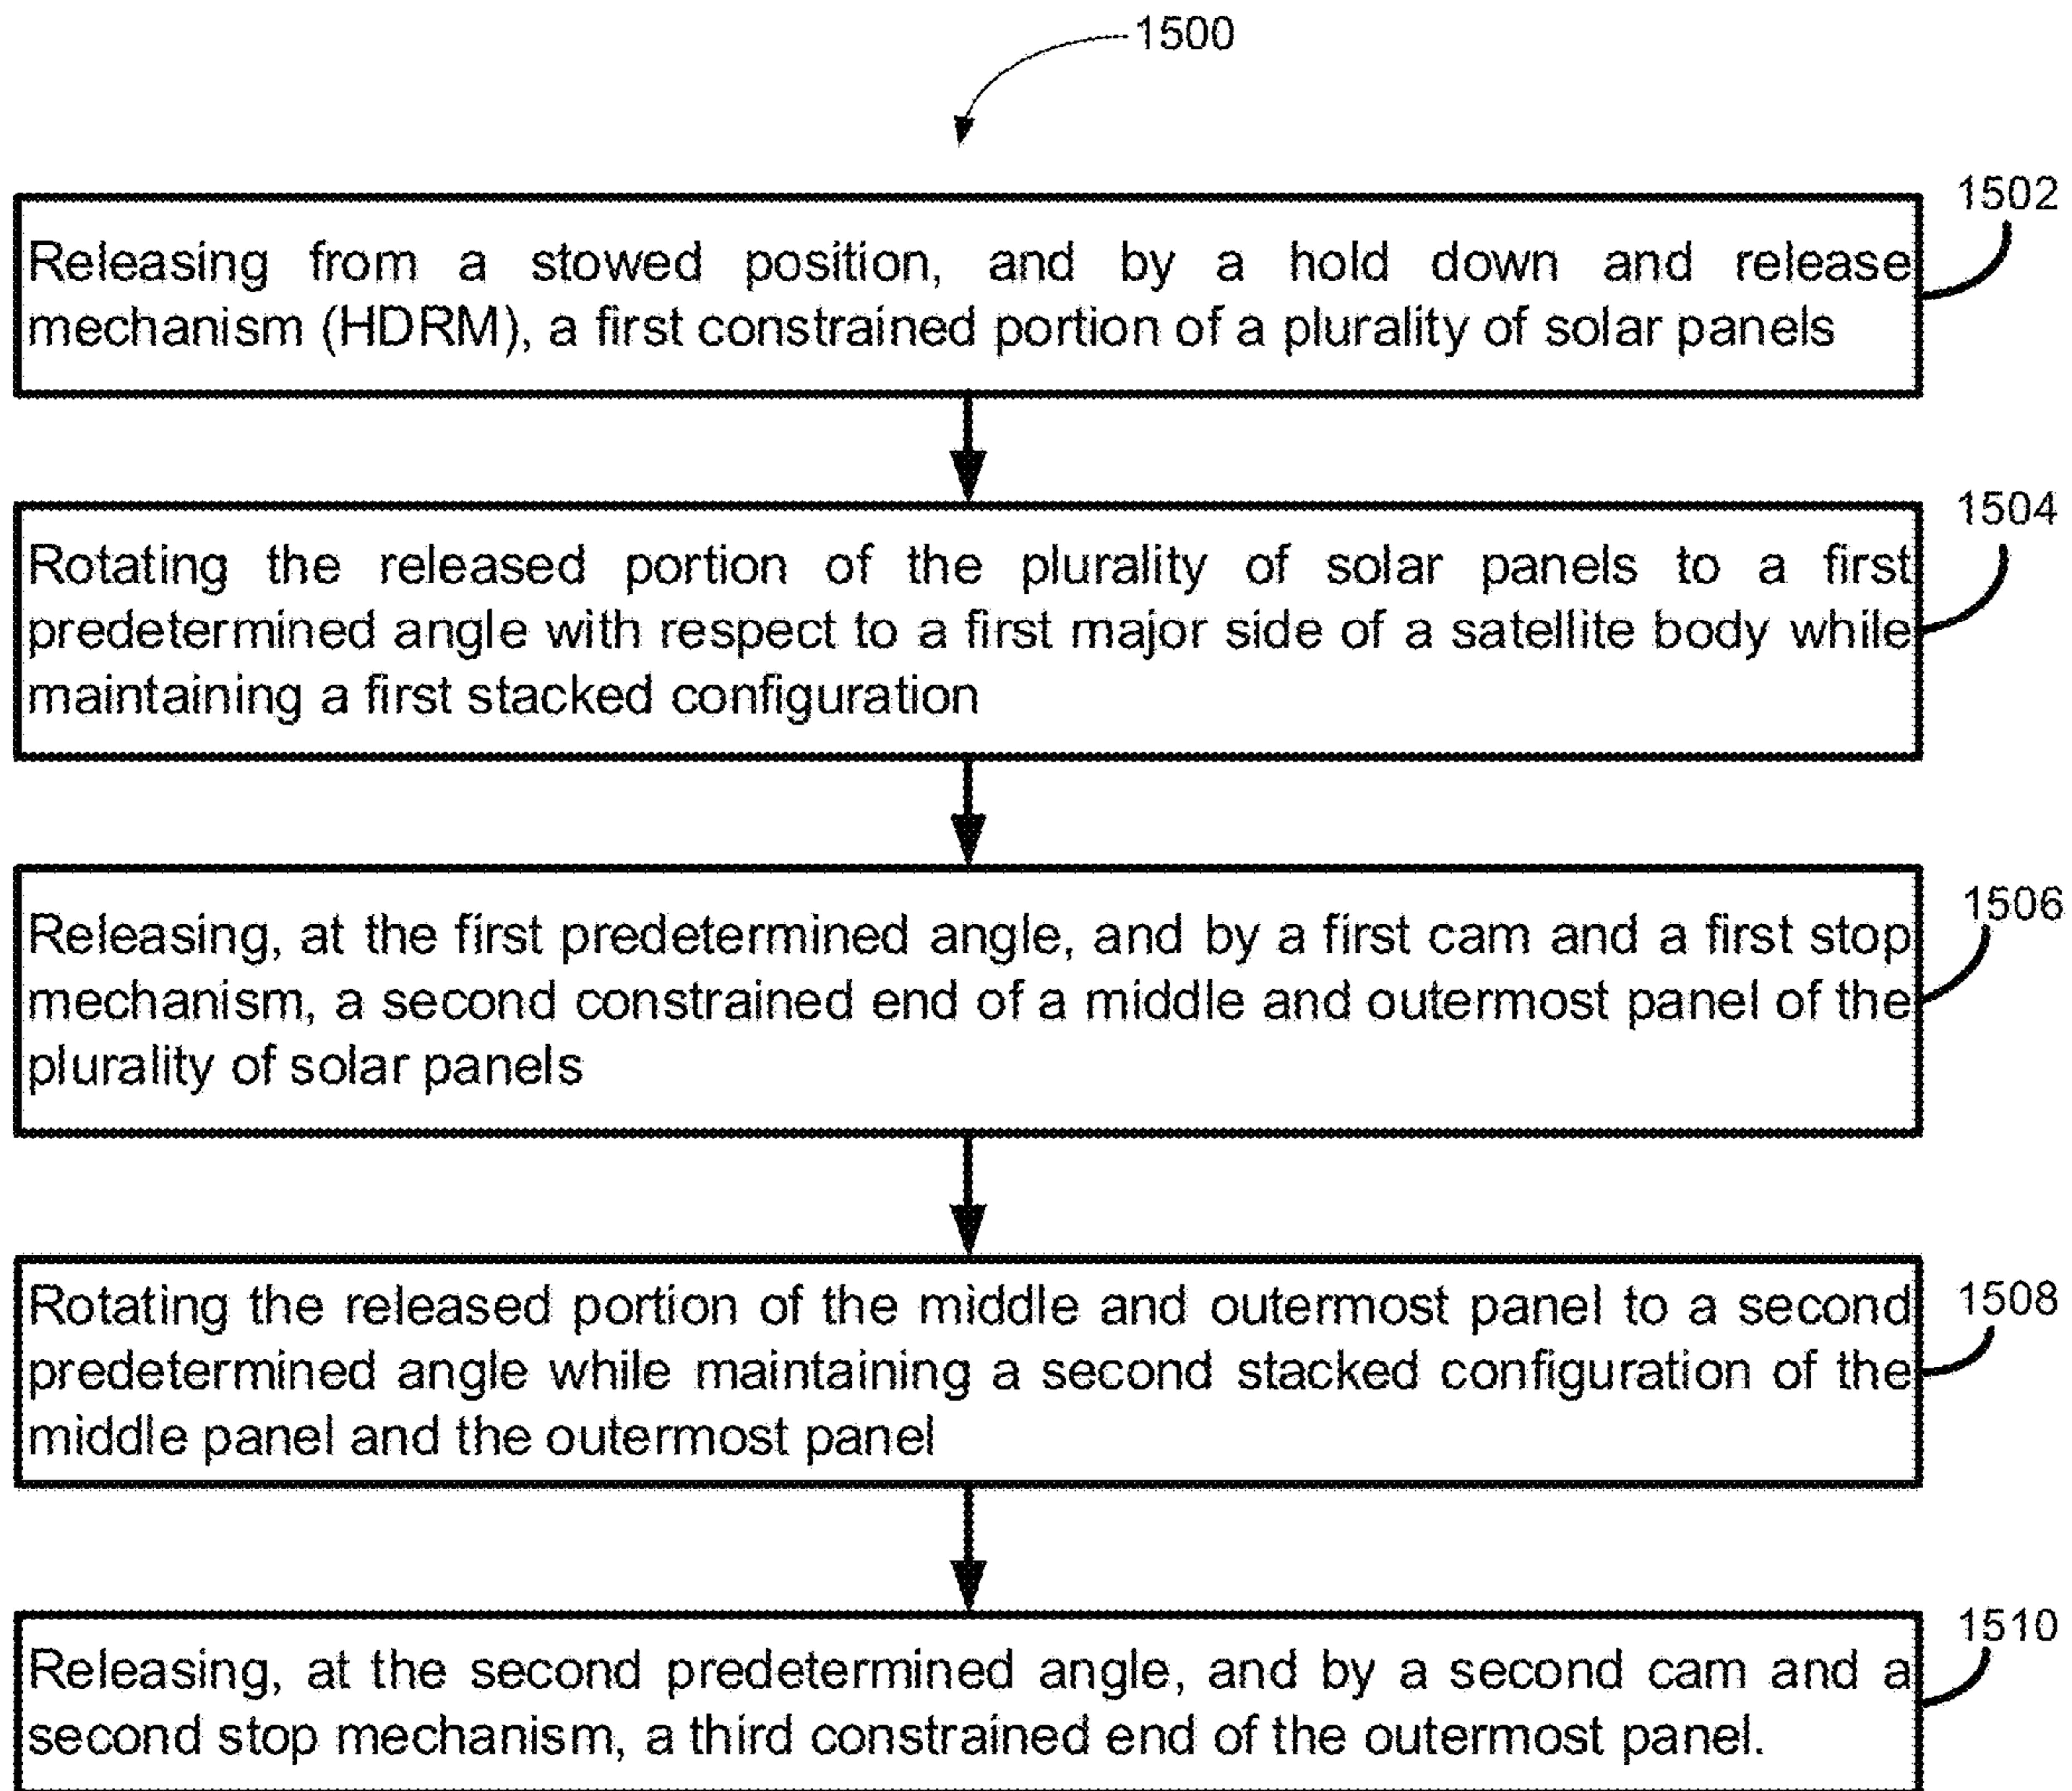 1500
1502
Releasing from a stowed position, and by a hold down and release
mechanism (HDRM), a first constrained portion of a plurality of solar panels
1504
Rotating the released portion of the plurality of solar panels to a first
predetermined angle with respect to a first major side of a satellite body while
maintaining a first stacked configuration
1506
Releasing, at the first predetermined angle, and by a first cam and a first stop
mechanism, a second constrained end of a middle and outermost panel of the
plurality of solar panels
1508
Rotating the released portion of the middle and outermost panel to a second
predetermined angle while maintaining a second stacked configuration of the
middle panel and the outermost panel
1510
Releasing, at the second predetermined angle, and by a second cam and a
second stop mechanism, a third constrained end of the outermost panel.